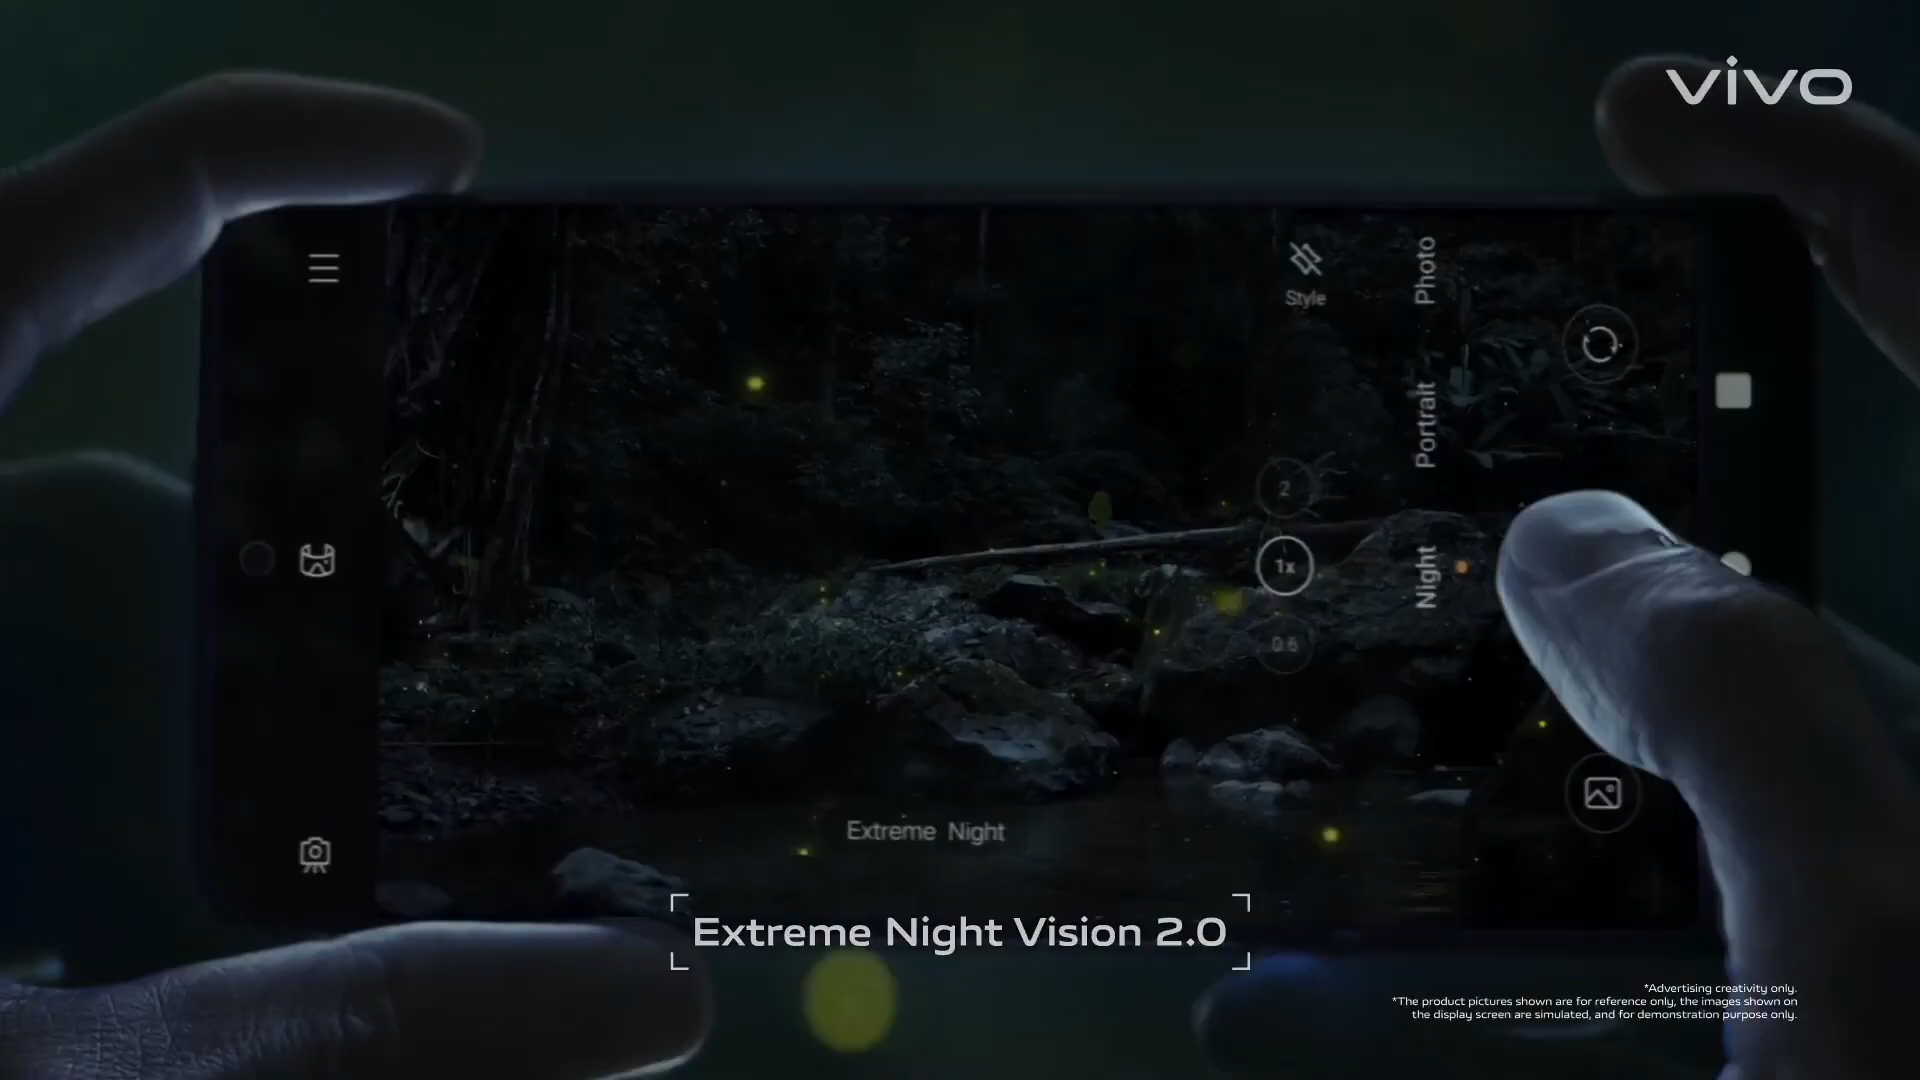 vivo
Style
Photo
Portrait
Night
2
1x
0.6
Extreme Night
Extreme Night Vision 2.0
*Advertising creativity only.
*The product pictures shown are for reference only, the images shown on
the display screen are simulated, and for demonstration purpose only.